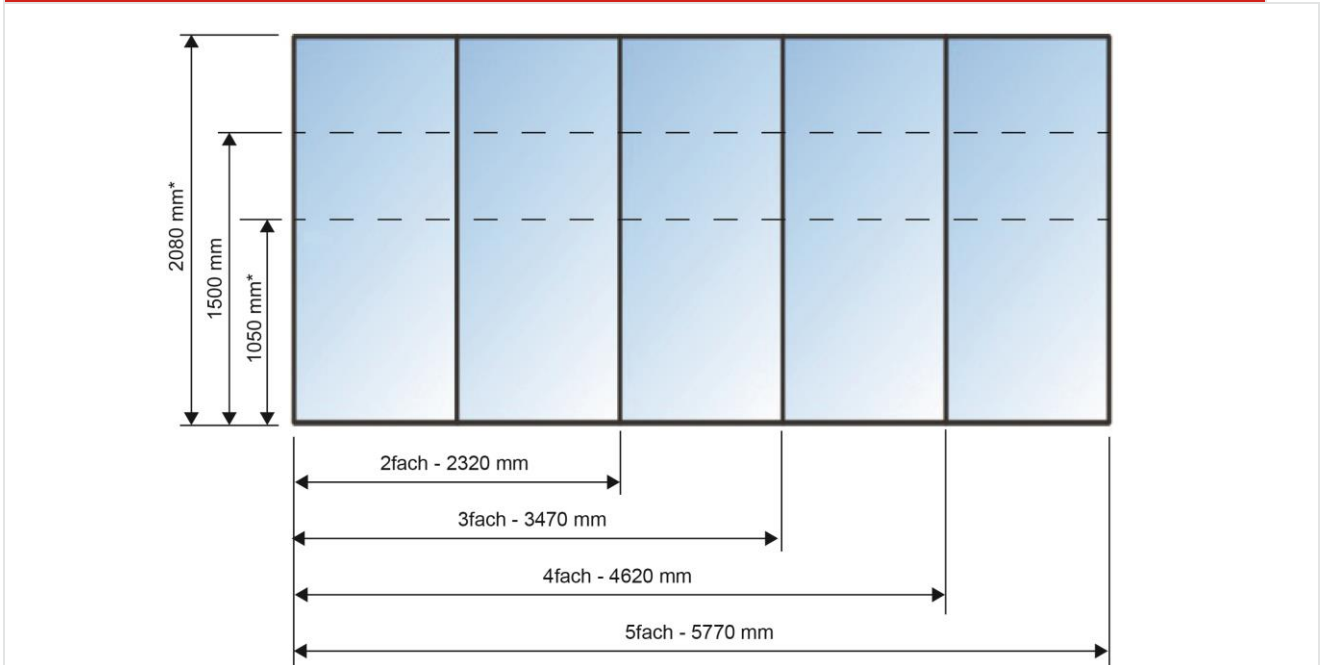 2080 mm*
1500 mm
1050 mm*
2fach - 2320 mm
3fach - 3470 mm
4fach - 4620 mm
5fach - 5770 mm